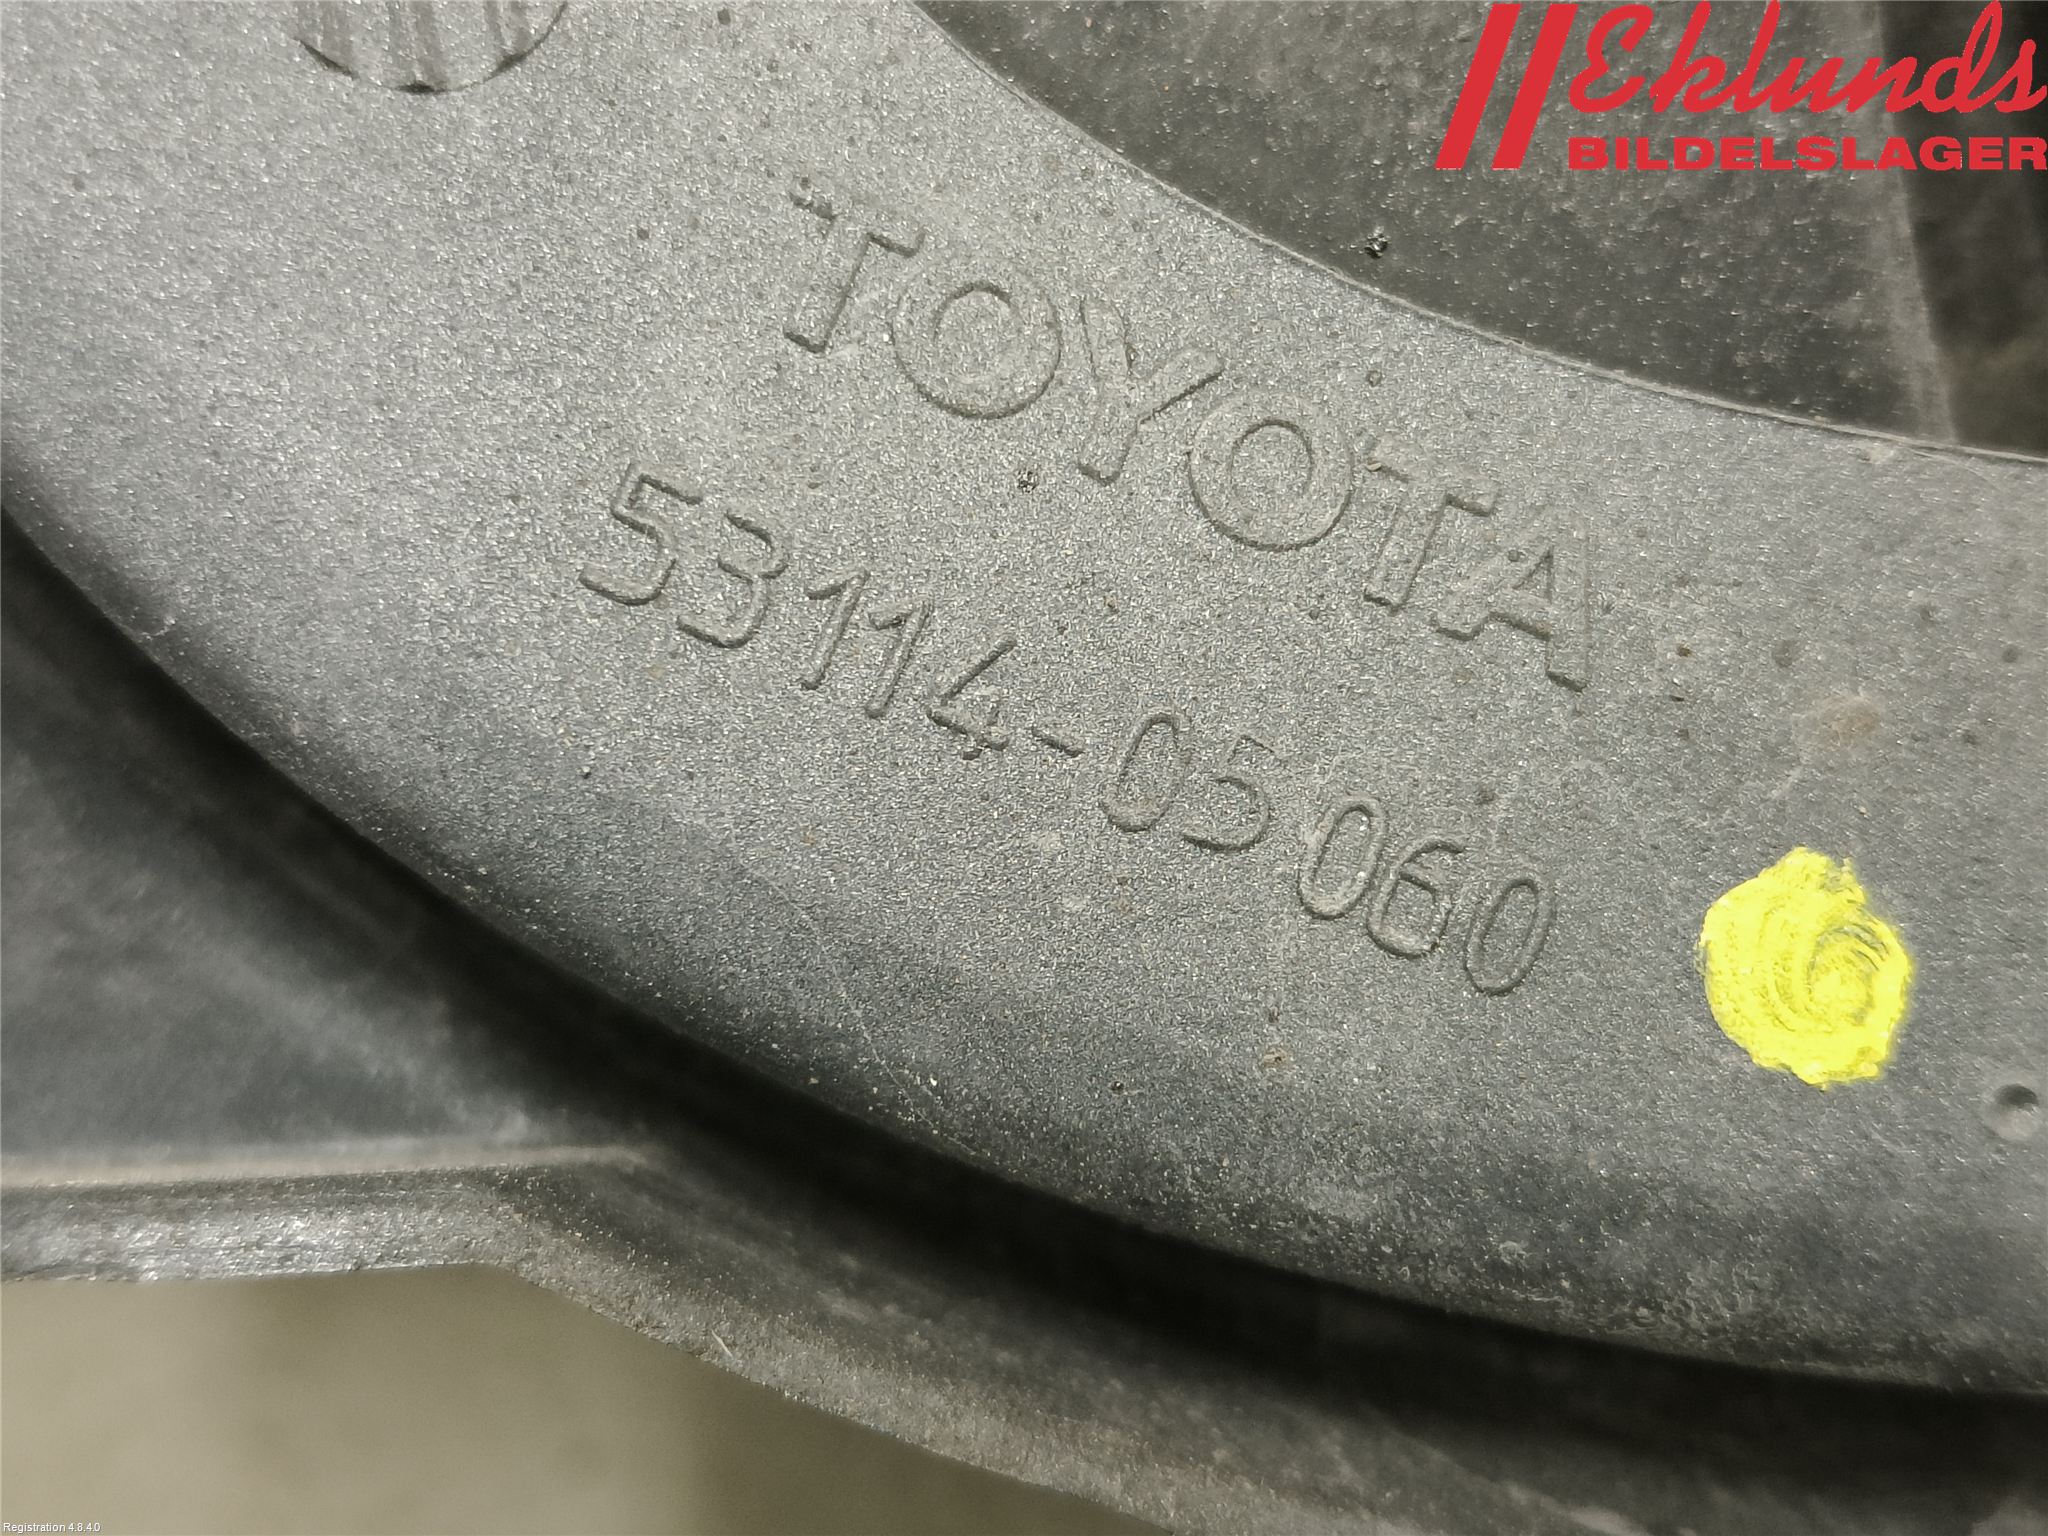 Eklunds
BILDELSLAGER
TOYOTA
53114-05060
Registration 4.8.4.0